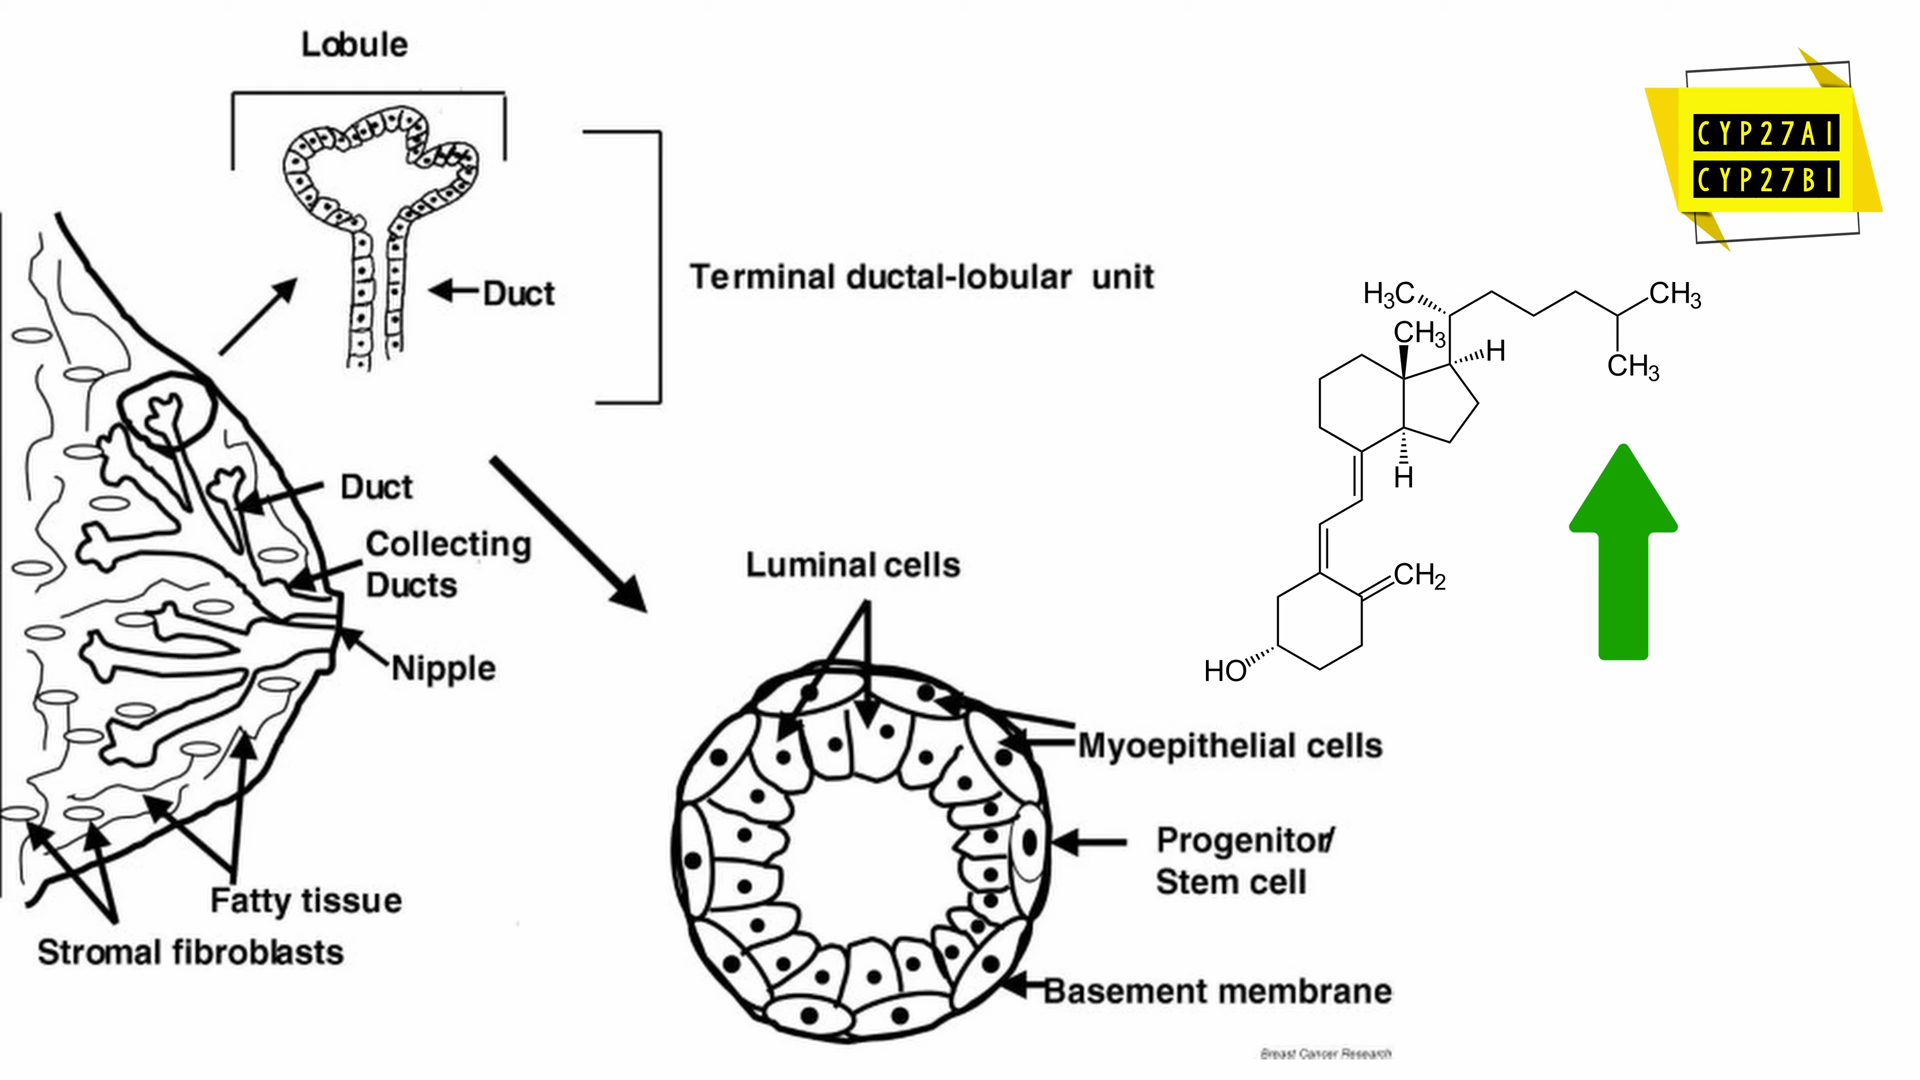 Lobule
Duct
Terminal ductal-lobular unit
Duct
Collecting
Ducts
Nipple
Fatty tissue
Stromal fibroblasts
Luminal cells
Myoepithelial cells
Progenitor/
Stem cell
Basement membrane
Breast Cancer Research
CYP27A1
CYP27B1
H3C
CH3
CH3
H
CH3
H
CH2
HO